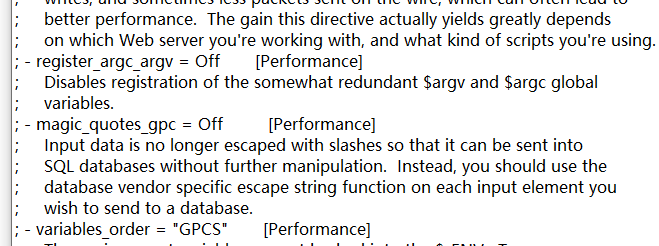 ;     writes, and sometimes less packets sent on the wire, which can often lead to
;     better performance.  The gain this directive actually yields greatly depends
;     on which Web server you're working with, and what kind of scripts you're using.
; - register_argc_argv = Off       [Performance]
;     Disables registration of the somewhat redundant $argv and $argc global
;     variables.
; - magic_quotes_gpc = Off         [Performance]
;     Input data is no longer escaped with slashes so that it can be sent into
;     SQL databases without further manipulation.  Instead, you should use the
;     database vendor specific escape string function on each input element you
;     wish to send to a database.
; - variables_order = "GPCS"       [Performance]